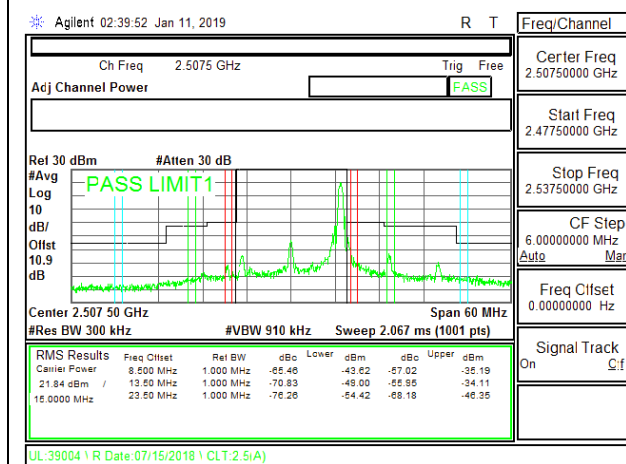 Agilent 02:39:52 Jan 11, 2019 R T
Freq/Channel
Ch Freq 2.5075 GHz Trig Free
Adj Channel Power PASS
Center Freq
2.50750000 GHz
Start Freq
2.47750000 GHz
Stop Freq
2.53750000 GHz
CF Step
6.00000000 MHz
Auto Man
Freq Offset
0.00000000 Hz
Signal Track
On Off
Ref 30 dBm #Atten 30 dB
#Avg
Log
10
dB/
Offst
10.9
dB
PASS LIMIT1
Center 2.507 50 GHz Span 60 MHz
#Res BW 300 kHz #VBW 910 kHz Sweep 2.067 ms (1001 pts)
RMS Results Freq Offset Ref BW dBc Lower dBm dBc Upper dBm
Carrier Power 8.500 MHz 1.000 MHz -65.46 -43.62 -57.02 -35.19
21.84 dBm / 13.50 MHz 1.000 MHz -70.83 -49.00 -55.95 -34.11
15.0000 MHz 23.50 MHz 1.000 MHz -76.26 -54.42 -68.18 -46.35
UL:39004 \ R Date:07/15/2018 \ CLT:2.5(A)